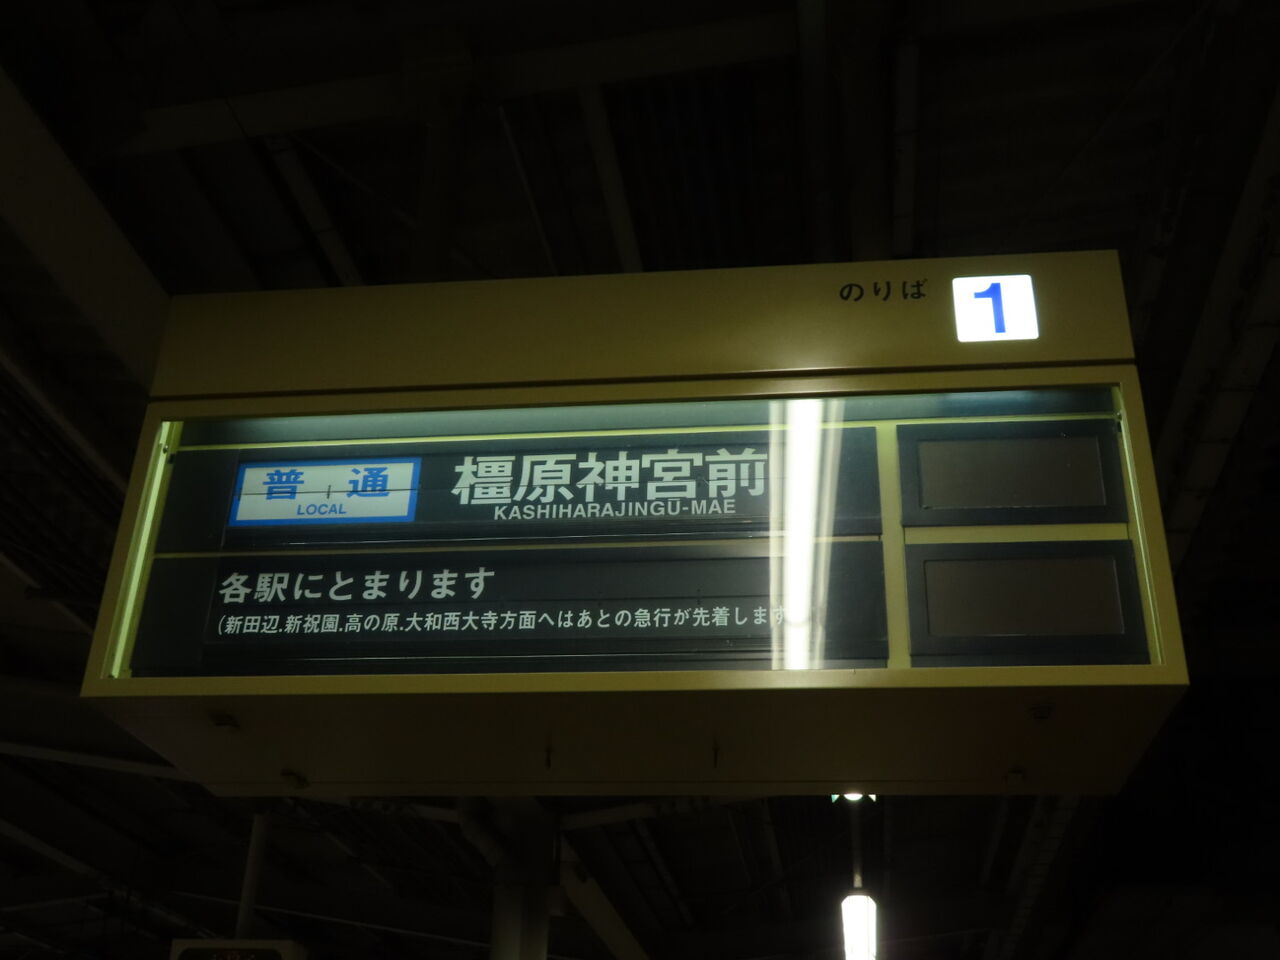 のりば 1
普通 橿原神宮前
LOCAL KASHIHARAJINGU-MAE
各駅にとまります
(新田辺.新祝園.高の原.大和西大寺方面へはあとの急行が先着します